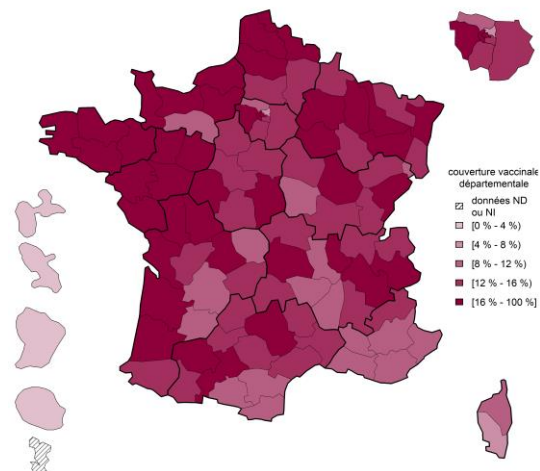 couverture vaccinale
départementale
données ND
ou NI
[0 % - 4 %)
[4 % - 8 %)
[8 % - 12 %)
[12 % - 16 %)
[16 % - 100 %]